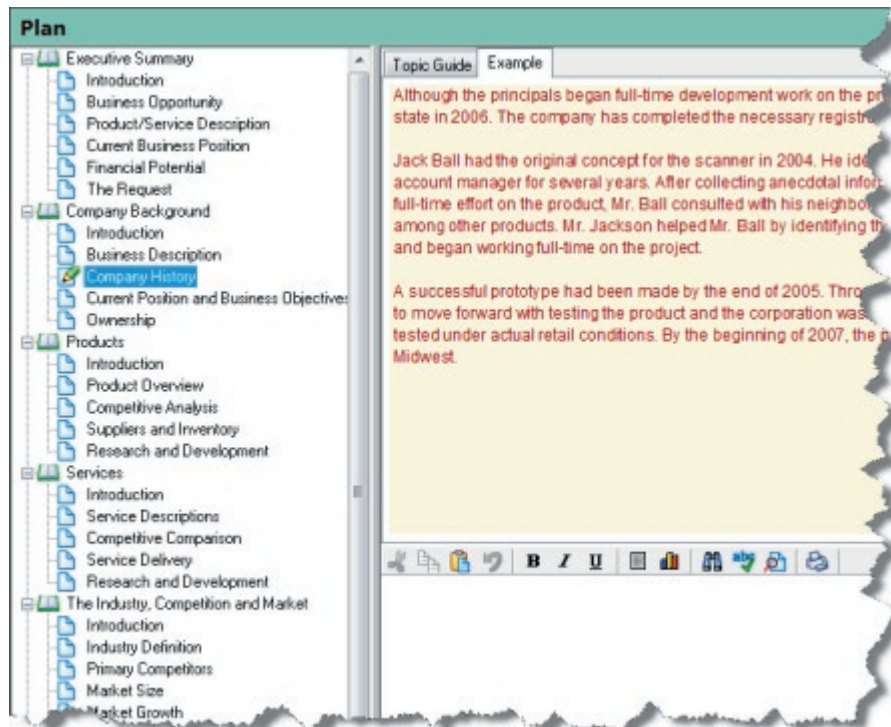 Plan
Executive Summary
Introduction
Business Opportunity
Product/Service Description
Current Business Position
Financial Potential
The Request
Company Background
Introduction
Business Description
Company History
Current Position and Business Objectives
Ownership
Products
Introduction
Product Overview
Competitive Analysis
Suppliers and Inventory
Research and Development
Services
Introduction
Service Descriptions
Competitive Comparison
Service Delivery
Research and Development
The Industry, Competition and Market
Introduction
Industry Definition
Primary Competitors
Market Size
Market Growth
Topic Guide Example
Although the principals began full-time development work on the
state in 2006. The company has completed the necessary
Jack Ball had the original concept for the scanner in 2004. He
account manager for several years. After collecting anecdotal
full-time effort on the product, Mr. Ball consulted with his
among other products. Mr. Jackson helped Mr. Ball by identifying
and began working full-time on the project.
A successful prototype had been made by the end of 2005.
to move forward with testing the product and the corporation was
tested under actual retail conditions. By the beginning of 2007, the
Midwest.
B I U
abc